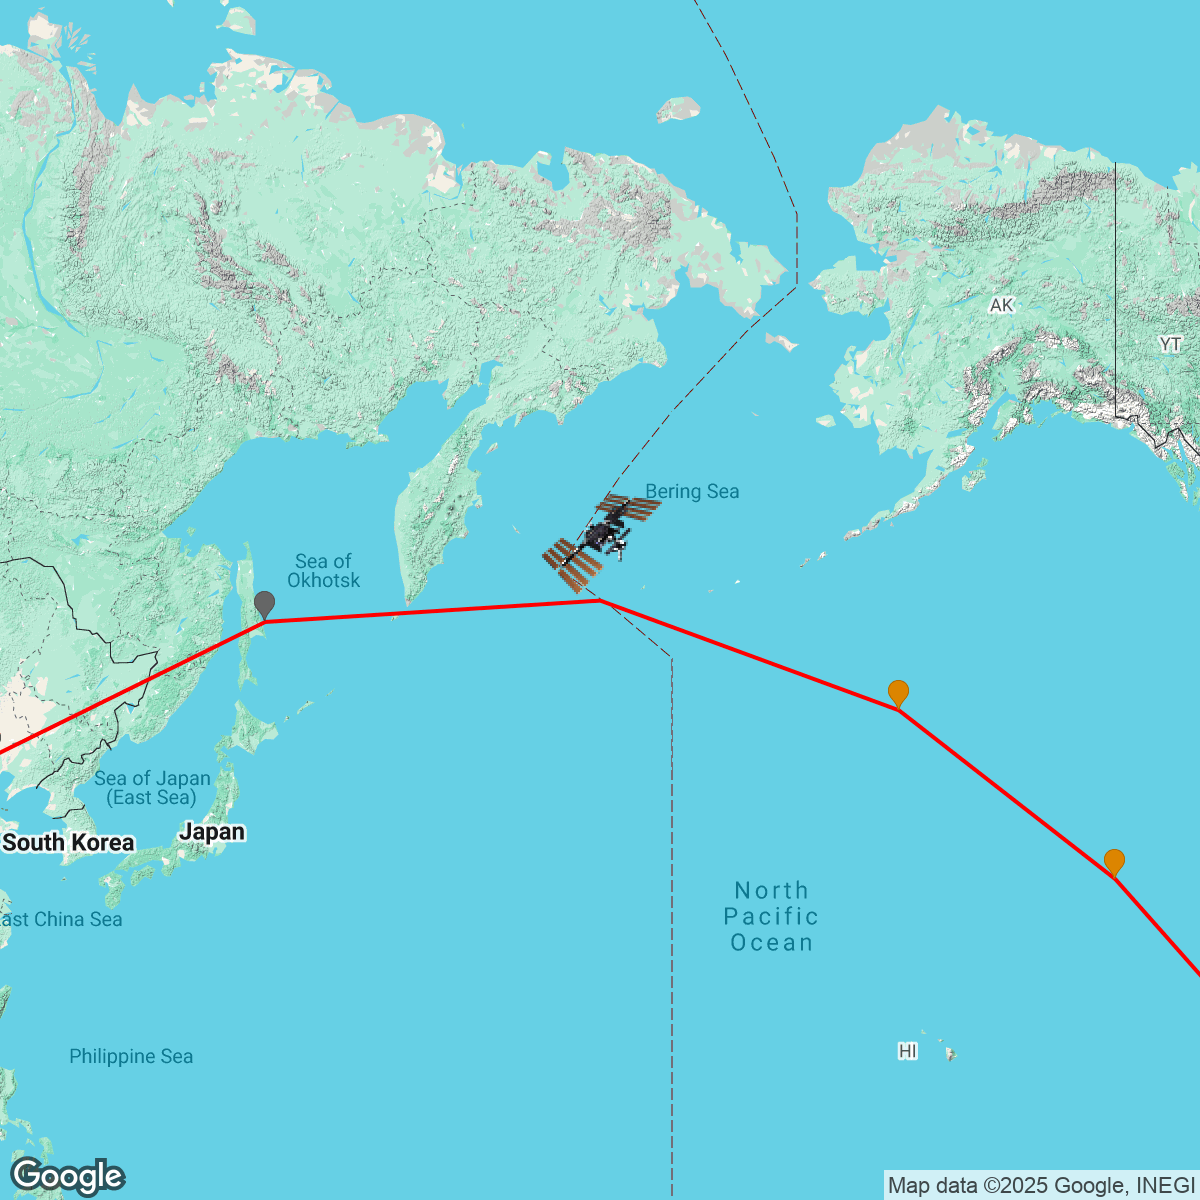 AK
YT
Bering Sea
Sea of
Okhotsk
Sea of Japan
(East Sea)
Japan
South Korea
ast China Sea
North
Pacific
Ocean
HI
Philippine Sea
Google
Map data ©2025 Google, INEGI